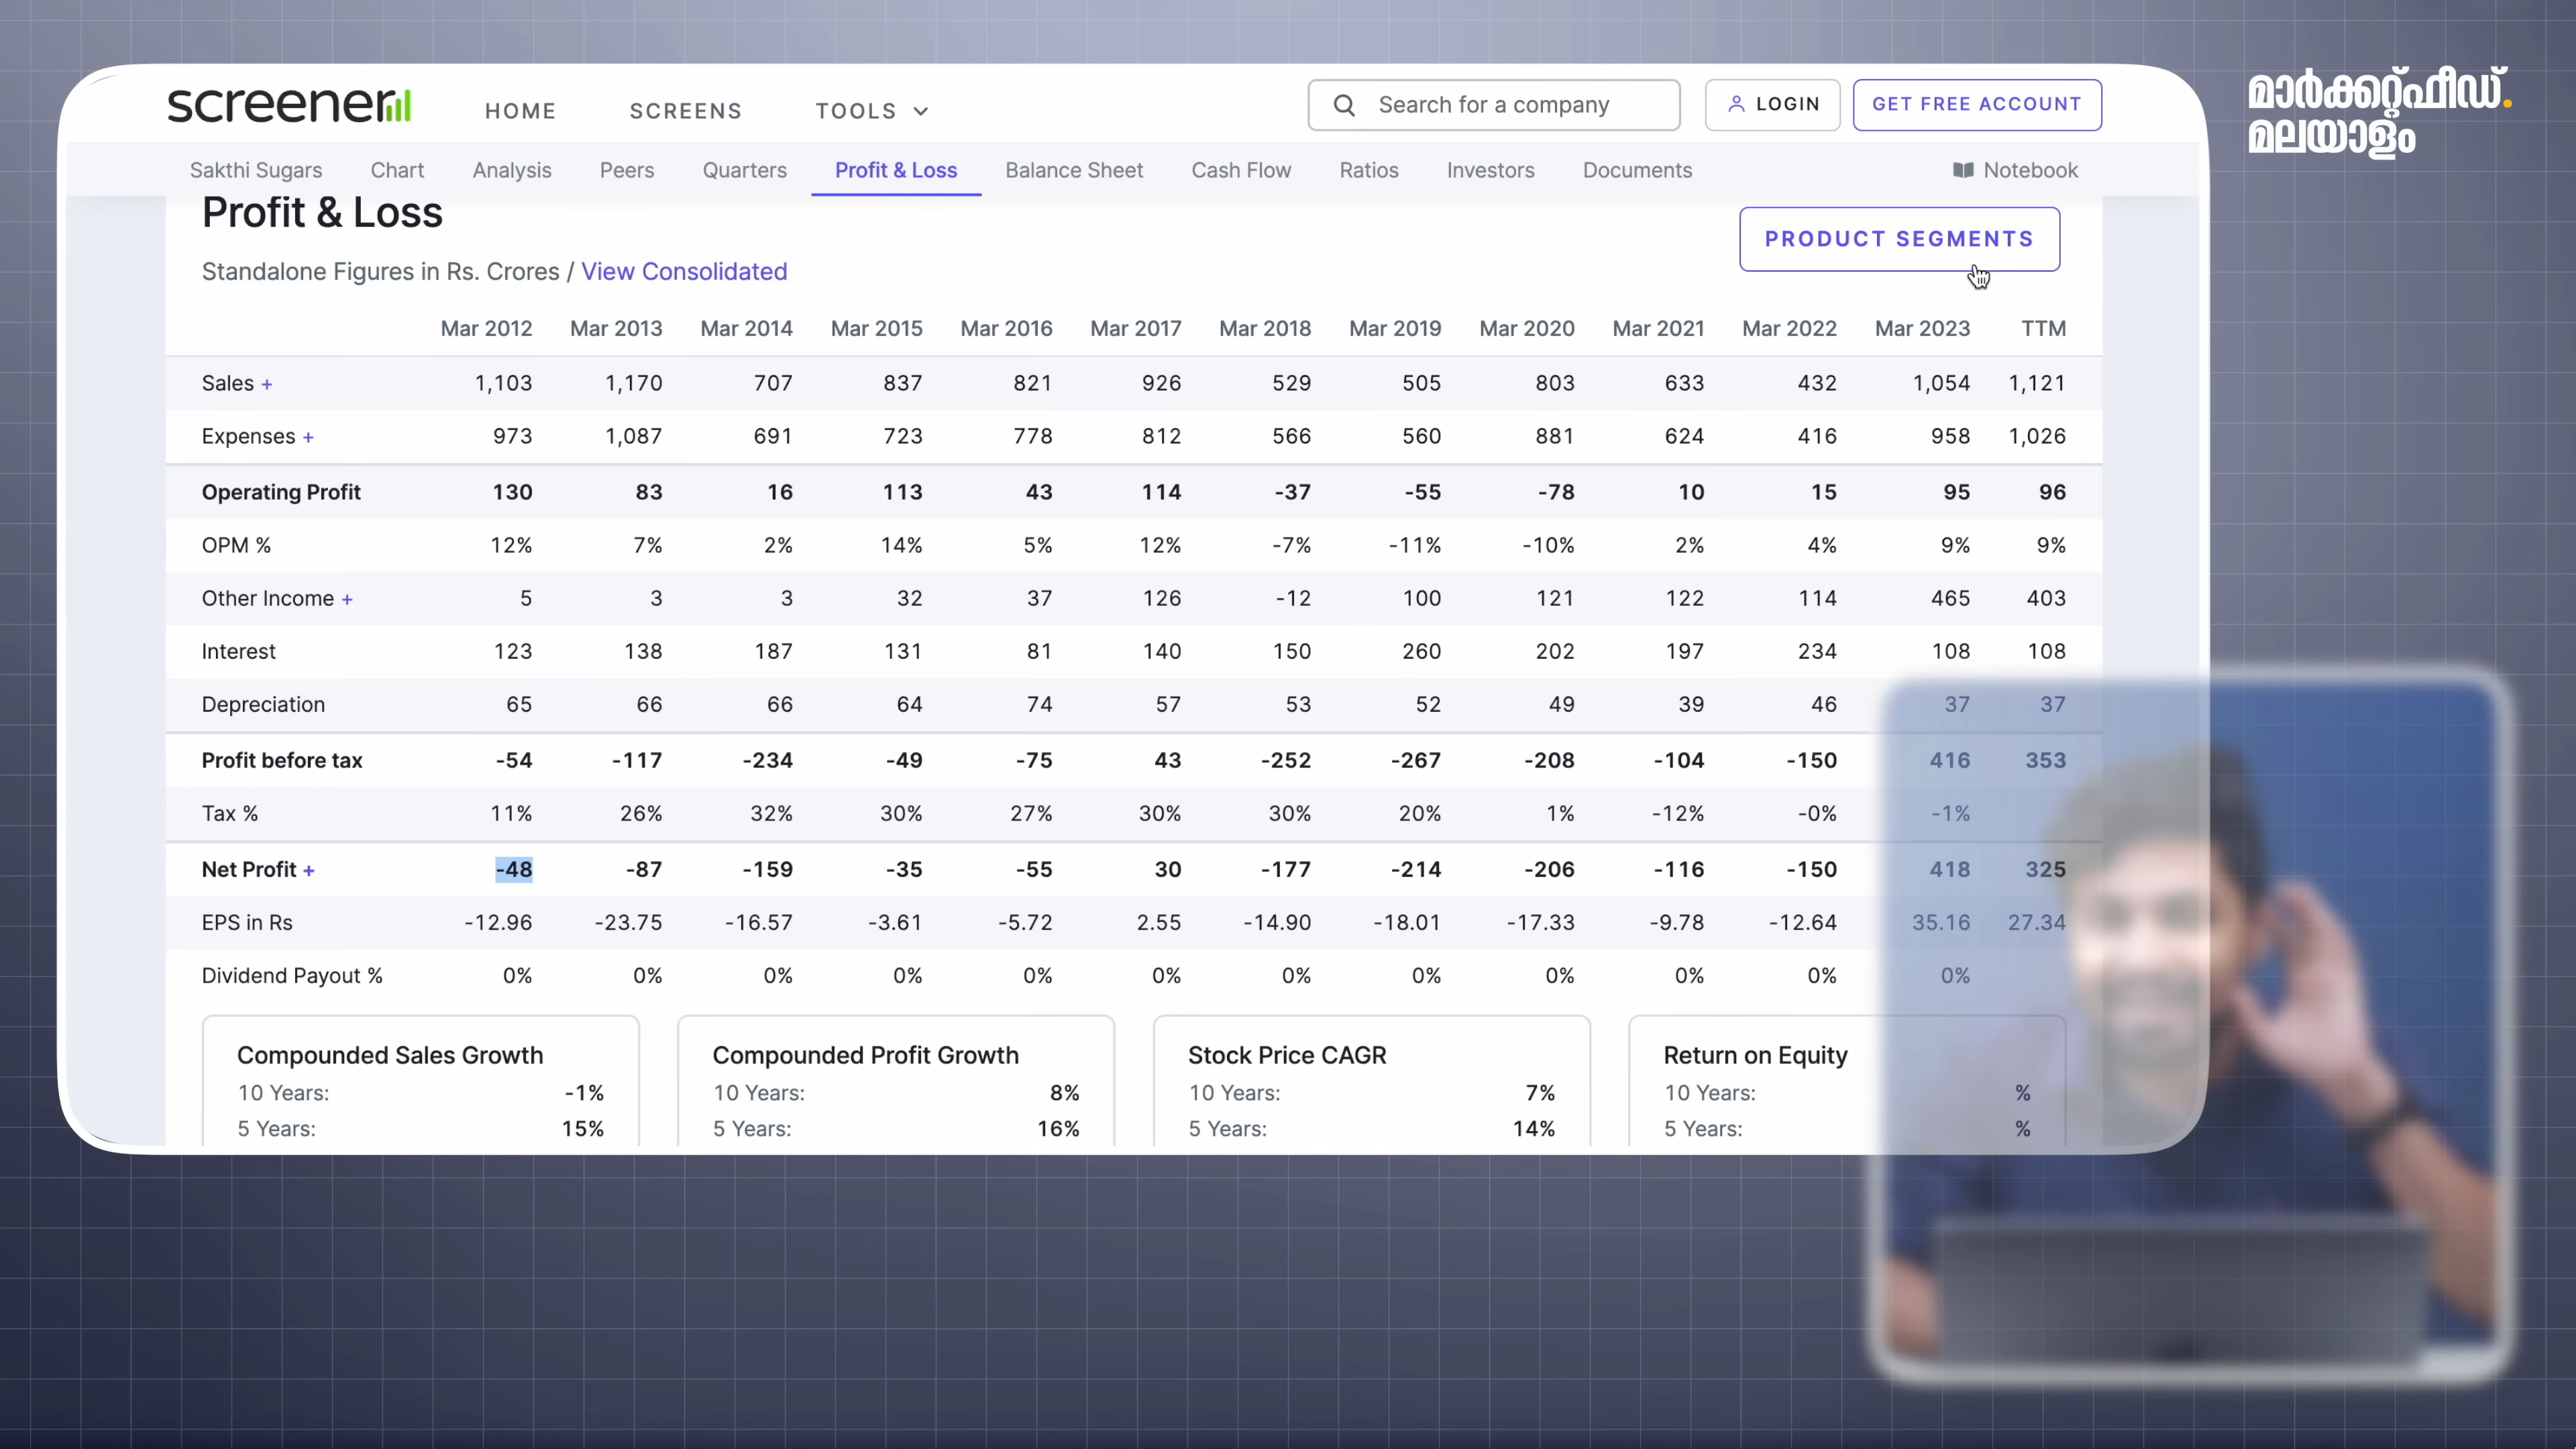 screener
HOME SCREENS TOOLS Search for a company LOGIN GET FREE ACCOUNT
മാർക്കറ്റ്ഫീഡ്.
മലയാളം
Sakthi Sugars Chart Analysis Peers Quarters Profit & Loss Balance Sheet Cash Flow Ratios Investors Documents Notebook
Profit & Loss
PRODUCT SEGMENTS
Standalone Figures in Rs. Crores / View Consolidated
Mar 2012 Mar 2013 Mar 2014 Mar 2015 Mar 2016 Mar 2017 Mar 2018 Mar 2019 Mar 2020 Mar 2021 Mar 2022 Mar 2023 TTM
Sales + 1,103 1,170 707 837 821 926 529 505 803 633 432 1,054 1,121
Expenses + 973 1,087 691 723 778 812 566 560 881 624 416 958 1,026
Operating Profit 130 83 16 113 43 114 -37 -55 -78 10 15 95 96
OPM % 12% 7% 2% 14% 5% 12% -7% -11% -10% 2% 4% 9% 9%
Other Income + 5 3 3 32 37 126 -12 100 121 122 114 465 403
Interest 123 138 187 131 81 140 150 260 202 197 234 108 108
Depreciation 65 66 66 64 74 57 53 52 49 39 46 37 37
Profit before tax -54 -117 -234 -49 -75 43 -252 -267 -208 -104 -150 416 353
Tax % 11% 26% 32% 30% 27% 30% 30% 20% 1% -12% -0% -1%
Net Profit + -48 -87 -159 -35 -55 30 -177 -214 -206 -116 -150 418 325
EPS in Rs -12.96 -23.75 -16.57 -3.61 -5.72 2.55 -14.90 -18.01 -17.33 -9.78 -12.64 35.16 27.34
Dividend Payout % 0% 0% 0% 0% 0% 0% 0% 0% 0% 0% 0% 0%
Compounded Sales Growth Compounded Profit Growth Stock Price CAGR Return on Equity
10 Years: -1% 10 Years: 8% 10 Years: 7% 10 Years: %
5 Years: 15% 5 Years: 16% 5 Years: 14% 5 Years: %